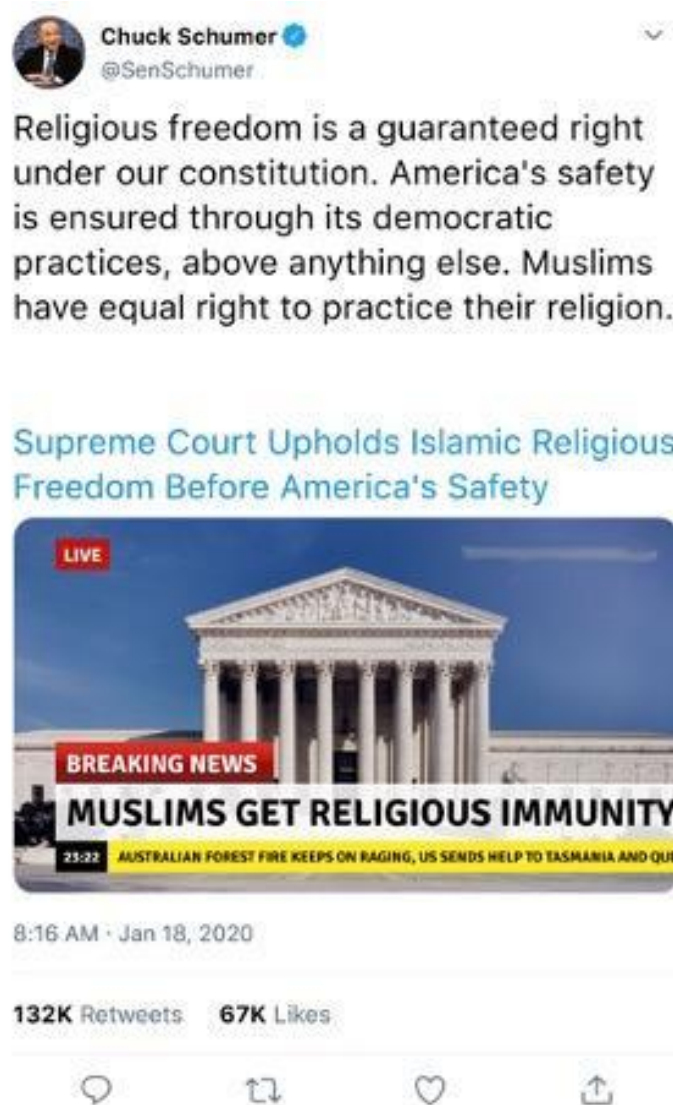 Chuck Schumer
@SenSchumer
Religious freedom is a guaranteed right
under our constitution. America's safety
is ensured through its democratic
practices, above anything else. Muslims
have equal right to practice their religion.
Supreme Court Upholds Islamic Religious
Freedom Before America's Safety
LIVE
BREAKING NEWS
MUSLIMS GET RELIGIOUS IMMUNITY
23:22 AUSTRALIAN FOREST FIRE KEEPS ON RAGING, US SENDS HELP TO TASMANIA AND
8:16 AM · Jan 18, 2020
132K Retweets 67K Likes